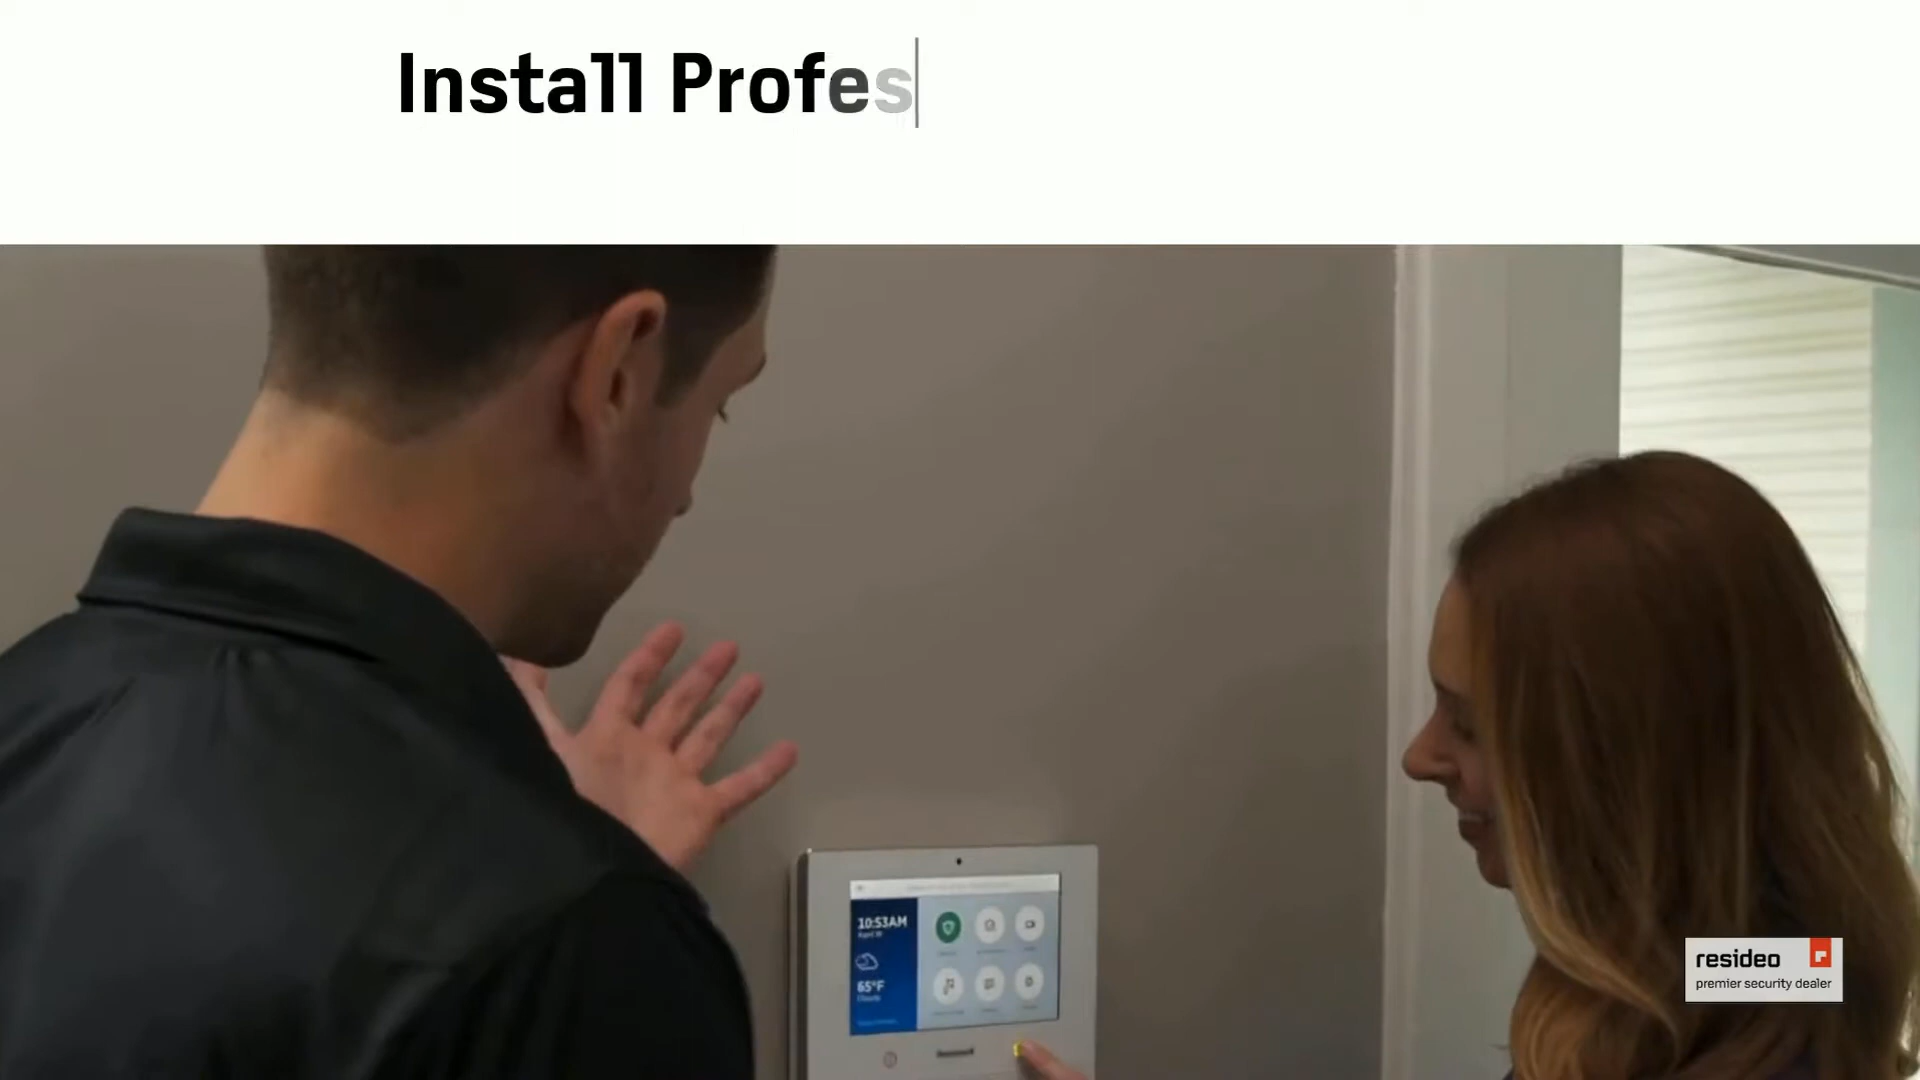 Install Profes
10:53AM
65°F
resideo
premier security dealer